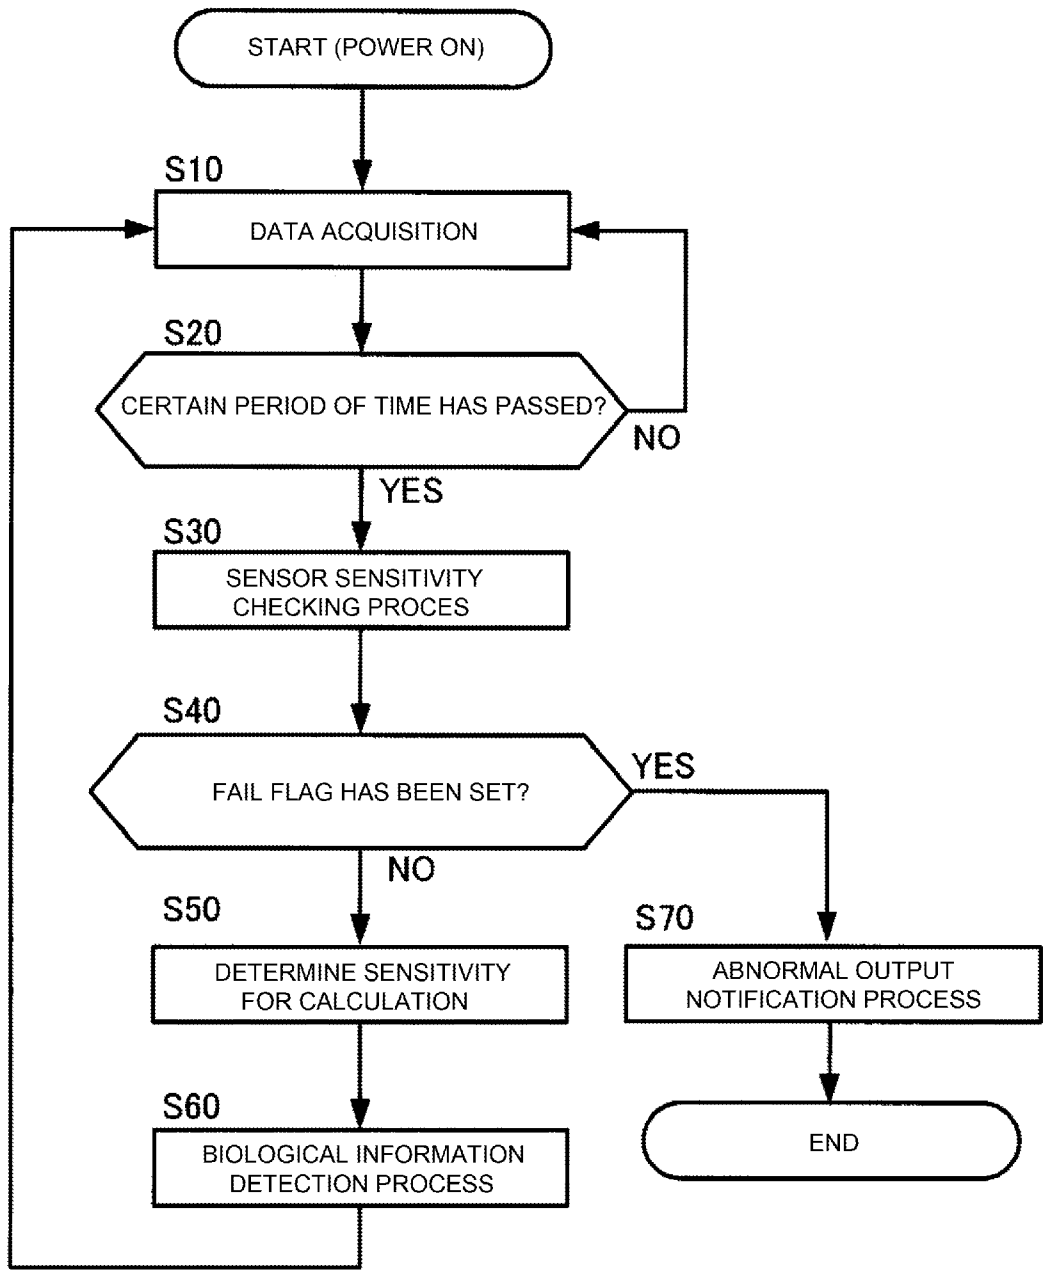 START (POWER ON)
S10
DATA ACQUISITION
S20
CERTAIN PERIOD OF TIME HAS PASSED?
NO
YES
S30
SENSOR SENSITIVITY
CHECKING PROCES
S40
YES
FAIL FLAG HAS BEEN SET?
NO
S50
DETERMINE SENSITIVITY
FOR CALCULATION
S70
ABNORMAL OUTPUT
NOTIFICATION PROCESS
S60
BIOLOGICAL INFORMATION
DETECTION PROCESS
END